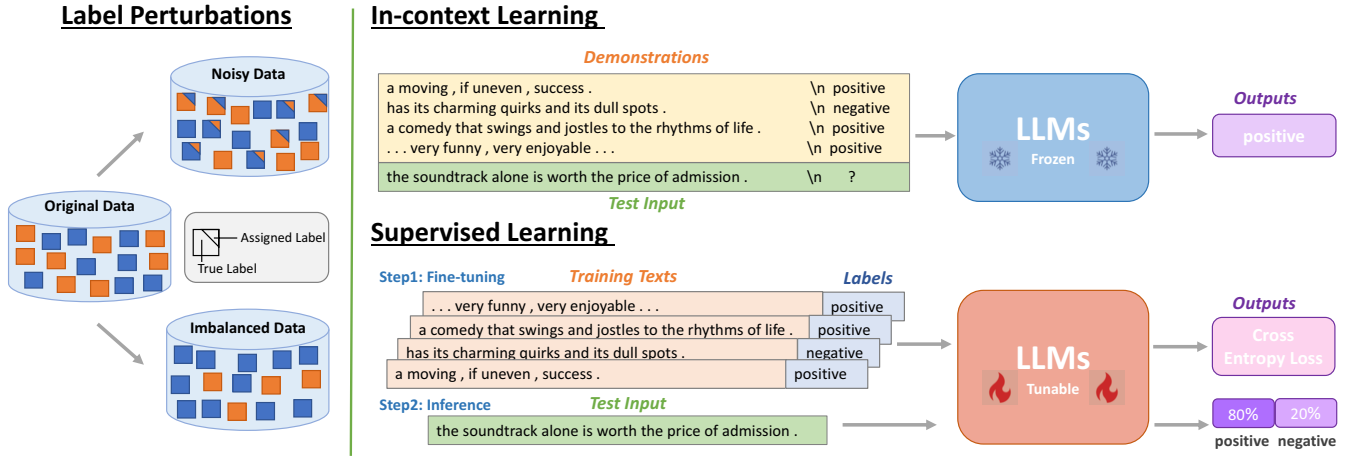 Label Perturbations
Noisy Data
Original Data
Assigned Label
True Label
Imbalanced Data
In-context Learning
Demonstrations
a moving , if uneven , success . \n positive
has its charming quirks and its dull spots . \n negative
a comedy that swings and jostles to the rhythms of life . \n positive
. . . very funny , very enjoyable . . . \n positive
the soundtrack alone is worth the price of admission . \n ?
Test Input
LLMs
Frozen
Outputs
positive
Supervised Learning
Step1: Fine-tuning
Training Texts
Labels
. . . very funny , very enjoyable . . . positive
a comedy that swings and jostles to the rhythms of life . positive
has its charming quirks and its dull spots . negative
a moving , if uneven , success . positive
Step2: Inference
Test Input
the soundtrack alone is worth the price of admission .
LLMs
Tunable
Outputs
Cross
Entropy Loss
80% 20%
positive negative